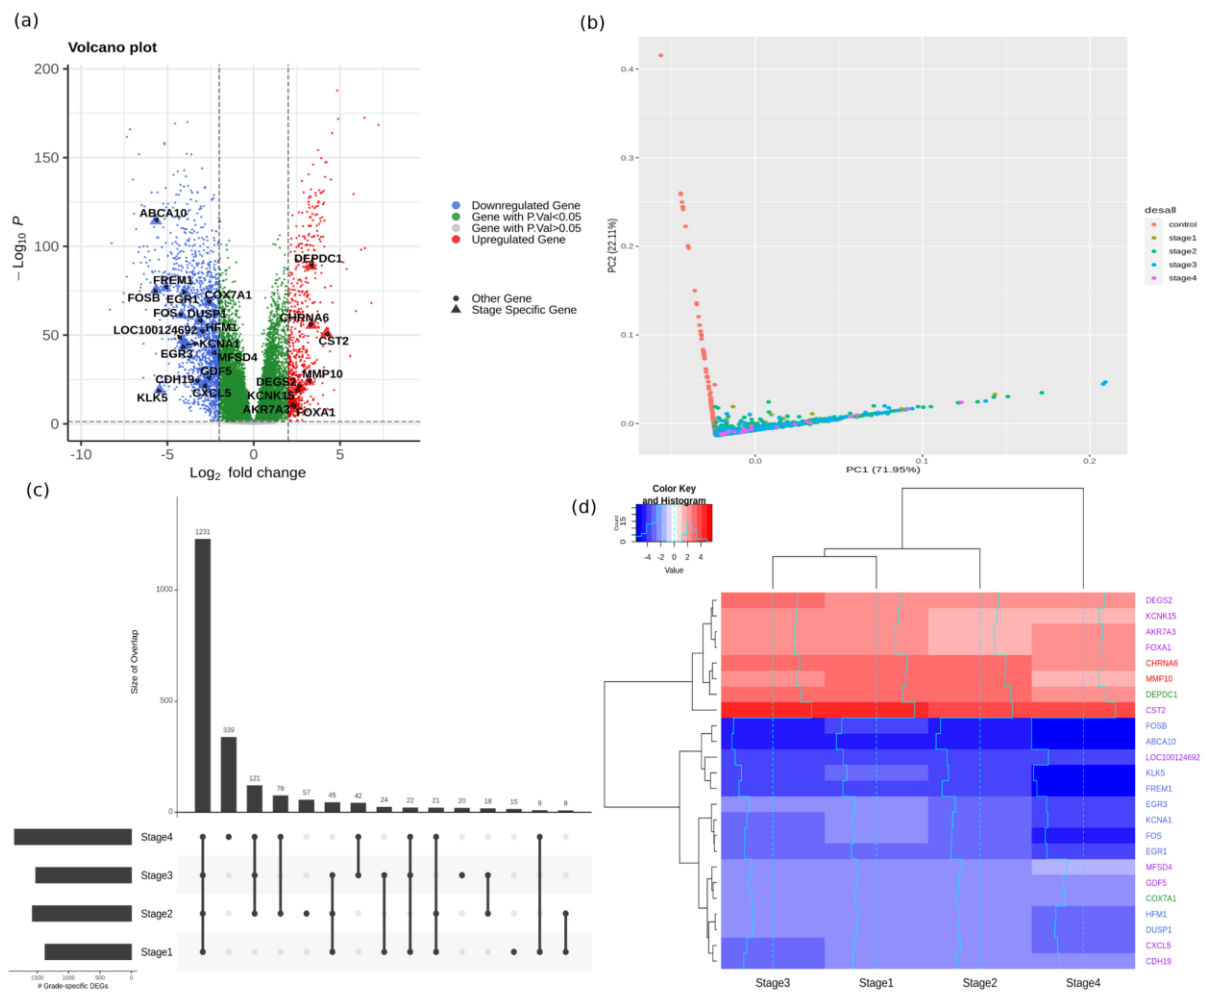 (a)
Volcano plot
200
150
100
50
0
-10
-5
0
5
− Log10 P
Log2 fold change
ABCA10
DEPDC1
FREM1
FOSB
EGR1
COX7A1
FOS
DUSP1
LOC100124692
HFM1
KCNA1
EGR3
MFSD4
GDF5
CDH19
CXCL5
KLK5
CHRNA6
CST2
MMP10
DEGS2
KCNK15
AKR7A3
FOXA1
Downregulated Gene
Gene with P.Val<0.05
Gene with P.Val>0.05
Upregulated Gene
Other Gene
Stage Specific Gene
(b)
0.4
0.3
0.2
0.1
0.0
PC2 (22.11%)
0.0
0.1
0.2
PC1 (71.95%)
desall
control
stage1
stage2
stage3
stage4
(c)
Size of Overlap
1000
500
0
1231
339
121
76
57
45
42
24
22
21
20
18
15
9
8
Stage4
Stage3
Stage2
Stage1
1500
1000
500
0
# Grade-specific DEGs
(d)
Color Key
and Histogram
Count
0
15
-4
-2
0
2
4
Value
DEGS2
KCNK15
AKR7A3
FOXA1
CHRNA6
MMP10
DEPDC1
CST2
FOSB
ABCA10
LOC100124692
KLK5
FREM1
EGR3
KCNA1
FOS
EGR1
MFSD4
GDF5
COX7A1
HFM1
DUSP1
CXCL5
CDH19
Stage3
Stage1
Stage2
Stage4